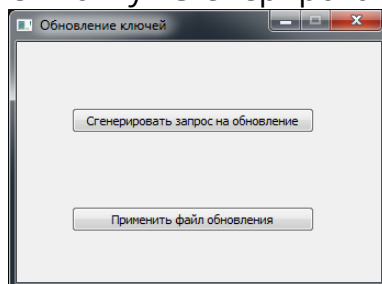 Обновление ключей
Сгенерировать запрос на обновление
Применить файл обновления